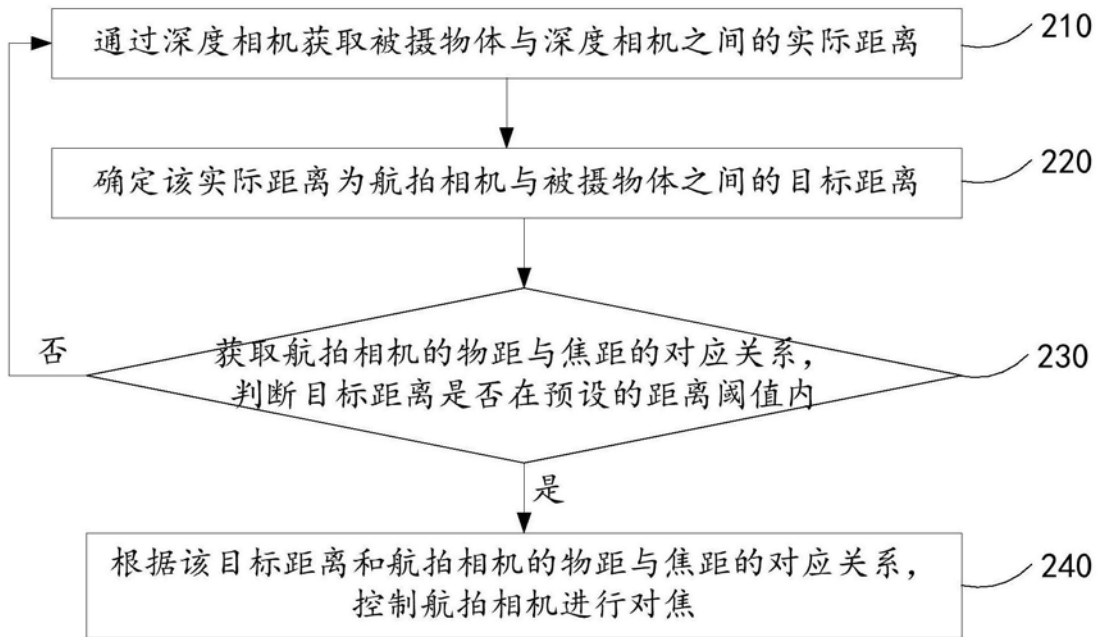 通过深度相机获取被摄物体与深度相机之间的实际距离
210
确定该实际距离为航拍相机与被摄物体之间的目标距离
220
否
获取航拍相机的物距与焦距的对应关系，
判断目标距离是否在预设的距离阈值内
230
是
根据该目标距离和航拍相机的物距与焦距的对应关系，
控制航拍相机进行对焦
240